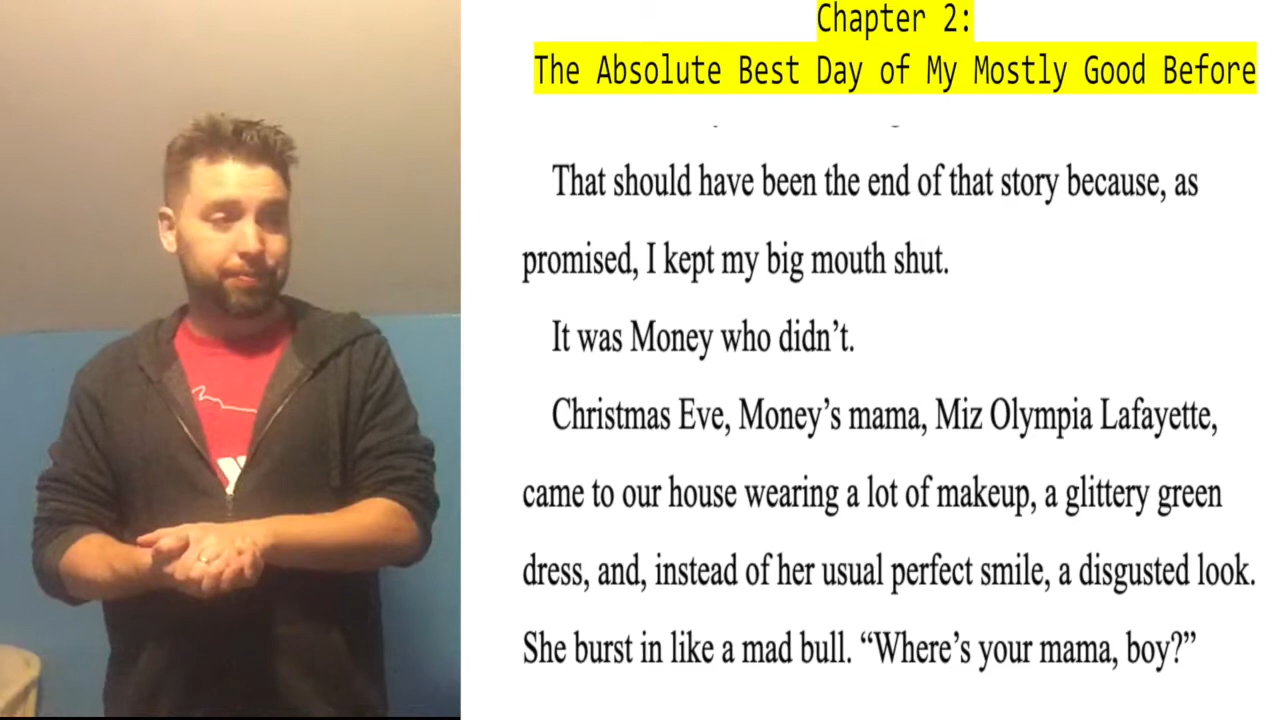 Chapter 2:
The Absolute Best Day of My Mostly Good Before
That should have been the end of that story because, as
promised, I kept my big mouth shut.
It was Money who didn’t.
Christmas Eve, Money’s mama, Miz Olympia Lafayette,
came to our house wearing a lot of makeup, a glittery green
dress, and, instead of her usual perfect smile, a disgusted look.
She burst in like a mad bull. “Where’s your mama, boy?”